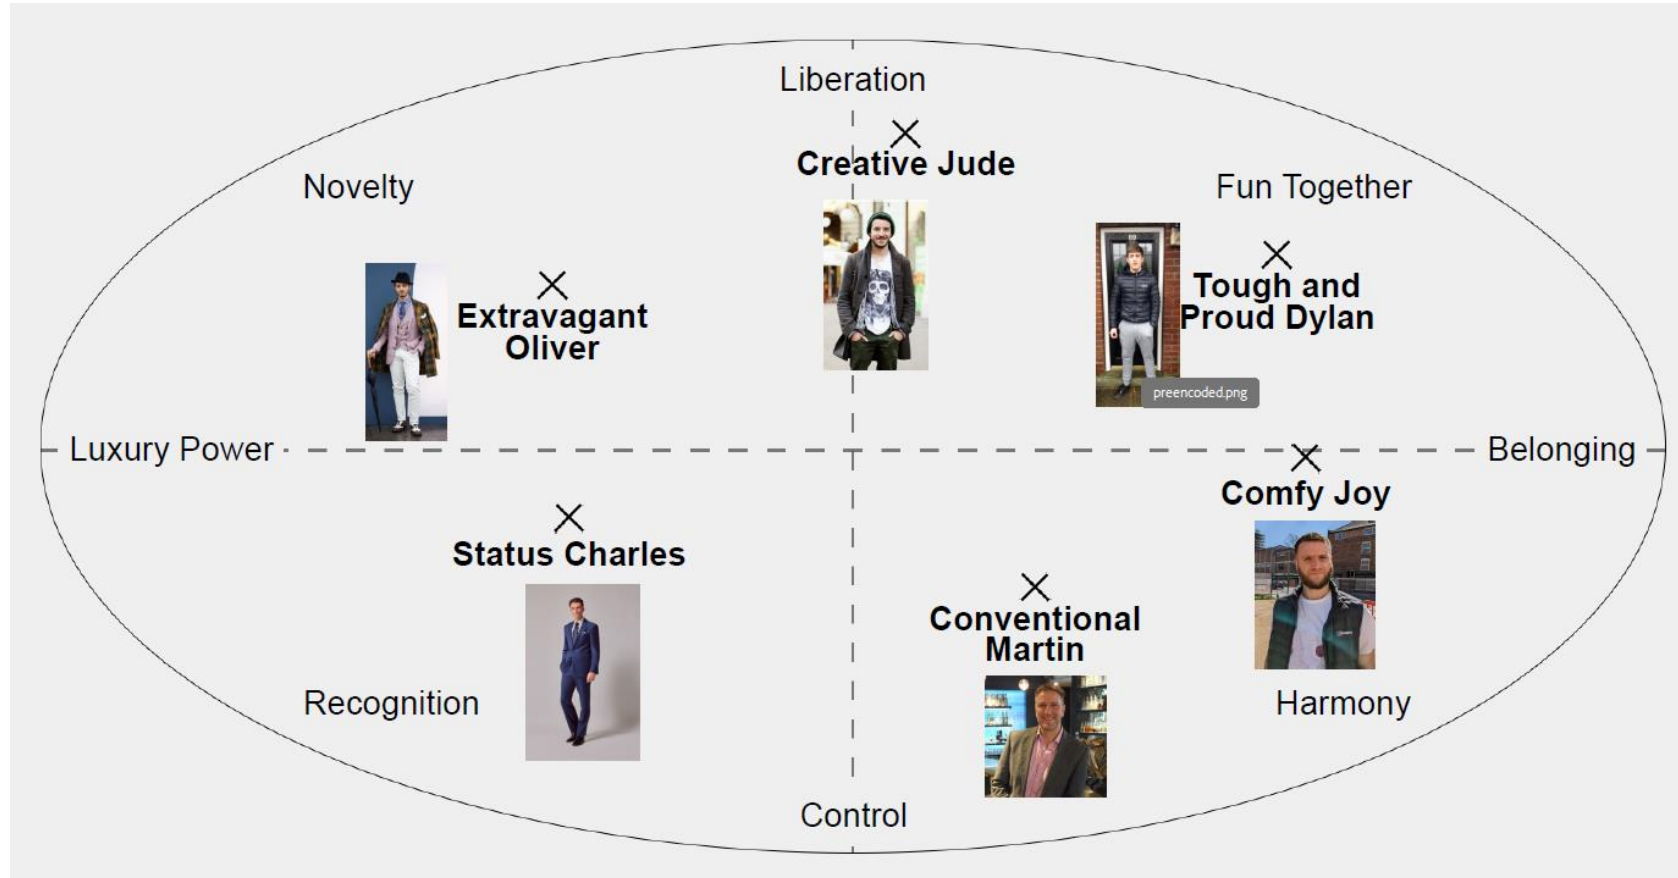 Liberation
Creative Jude
Novelty
Fun Together
Extravagant
Oliver
Tough and
Proud Dylan
preencoded.png
Luxury Power
Belonging
Comfy Joy
Status Charles
Conventional
Martin
Recognition
Harmony
Control